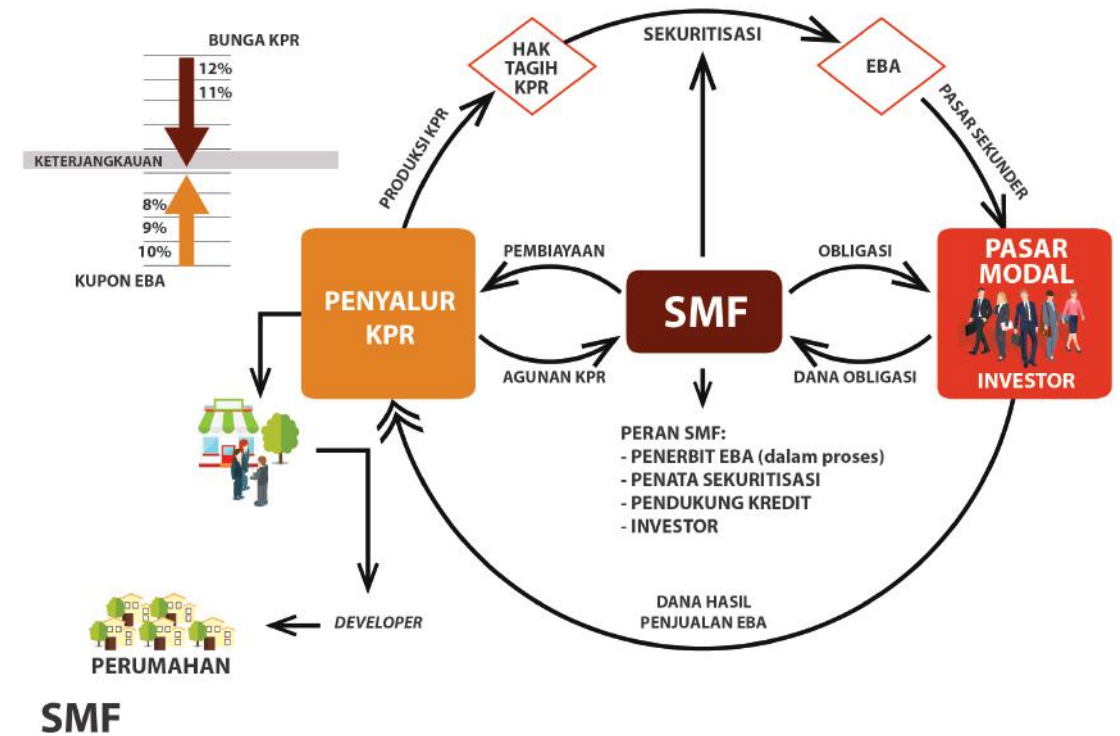 BUNGA KPR
12%
11%
KETERJANGKAUAN
8%
9%
10%
KUPON EBA
HAK
TAGIH
KPR
SEKURITISASI
EBA
PRODUKSI KPR
PASAR SEKUNDER
PENYALUR
KPR
PEMBIAYAAN
AGUNAN KPR
SMF
OBLIGASI
DANA OBLIGASI
PASAR
MODAL
INVESTOR
PERAN SMF:
- PENERBIT EBA (dalam proses)
- PENATA SEKURITISASI
- PENDUKUNG KREDIT
- INVESTOR
DANA HASIL
PENJUALAN EBA
DEVELOPER
PERUMAHAN
SMF